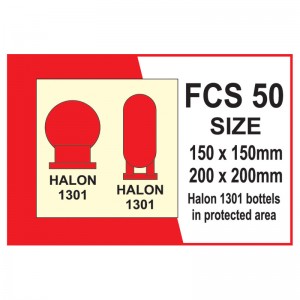 HALON
1301
HALON
1301
FCS 50
SIZE
150 x 150mm
200 x 200mm
Halon 1301 bottels
in protected area